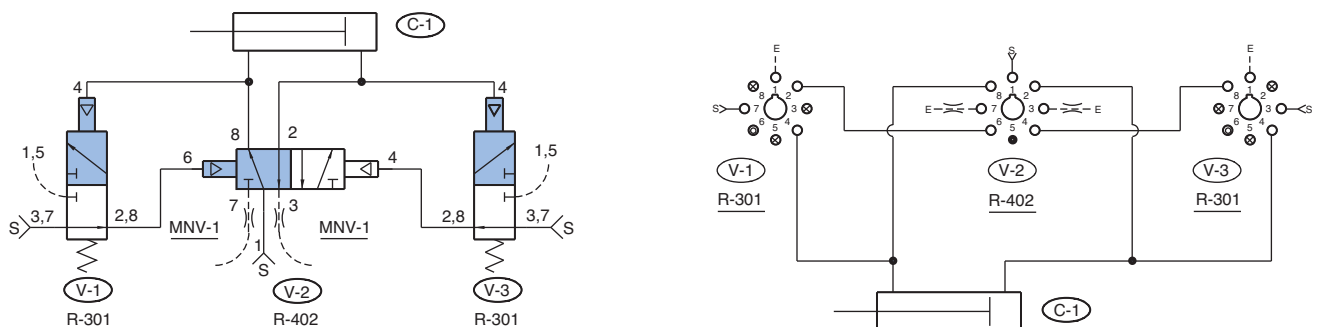 C-1
4 4
8 2
1,5 6 4 1,5
S 3,7 2,8 MNV-1 7 3 MNV-1 2,8 3,7 S
1
S
V-1 V-2 V-3
R-301 R-402 R-301
E S E
1 1 1
8 2 8 2 8 2
S 7 3 E 7 3 E 7 3 S
6 4 6 4 6 4
5 5 5
V-1 V-2 V-3
R-301 R-402 R-301
C-1